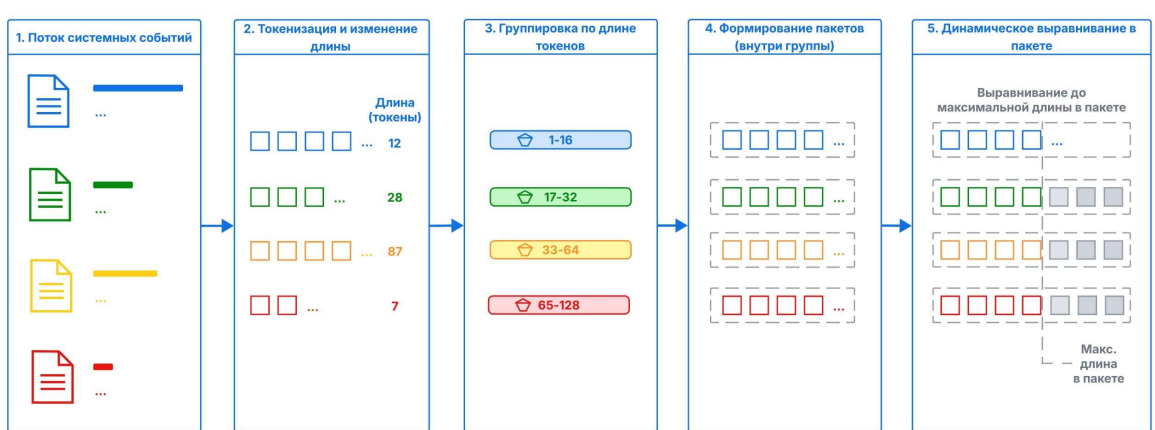 1. Поток системных событий
...
...
...
...
2. Токенизация и изменение
длины
Длина
(токены)
... 12
... 28
... 87
... 7
3. Группировка по длине
токенов
1-16
17-32
33-64
65-128
4. Формирование пакетов
(внутри группы)
...
...
...
...
5. Динамическое выравнивание в
пакете
Выравнивание до
максимальной длины в пакете
...
Макс.
длина
в пакете